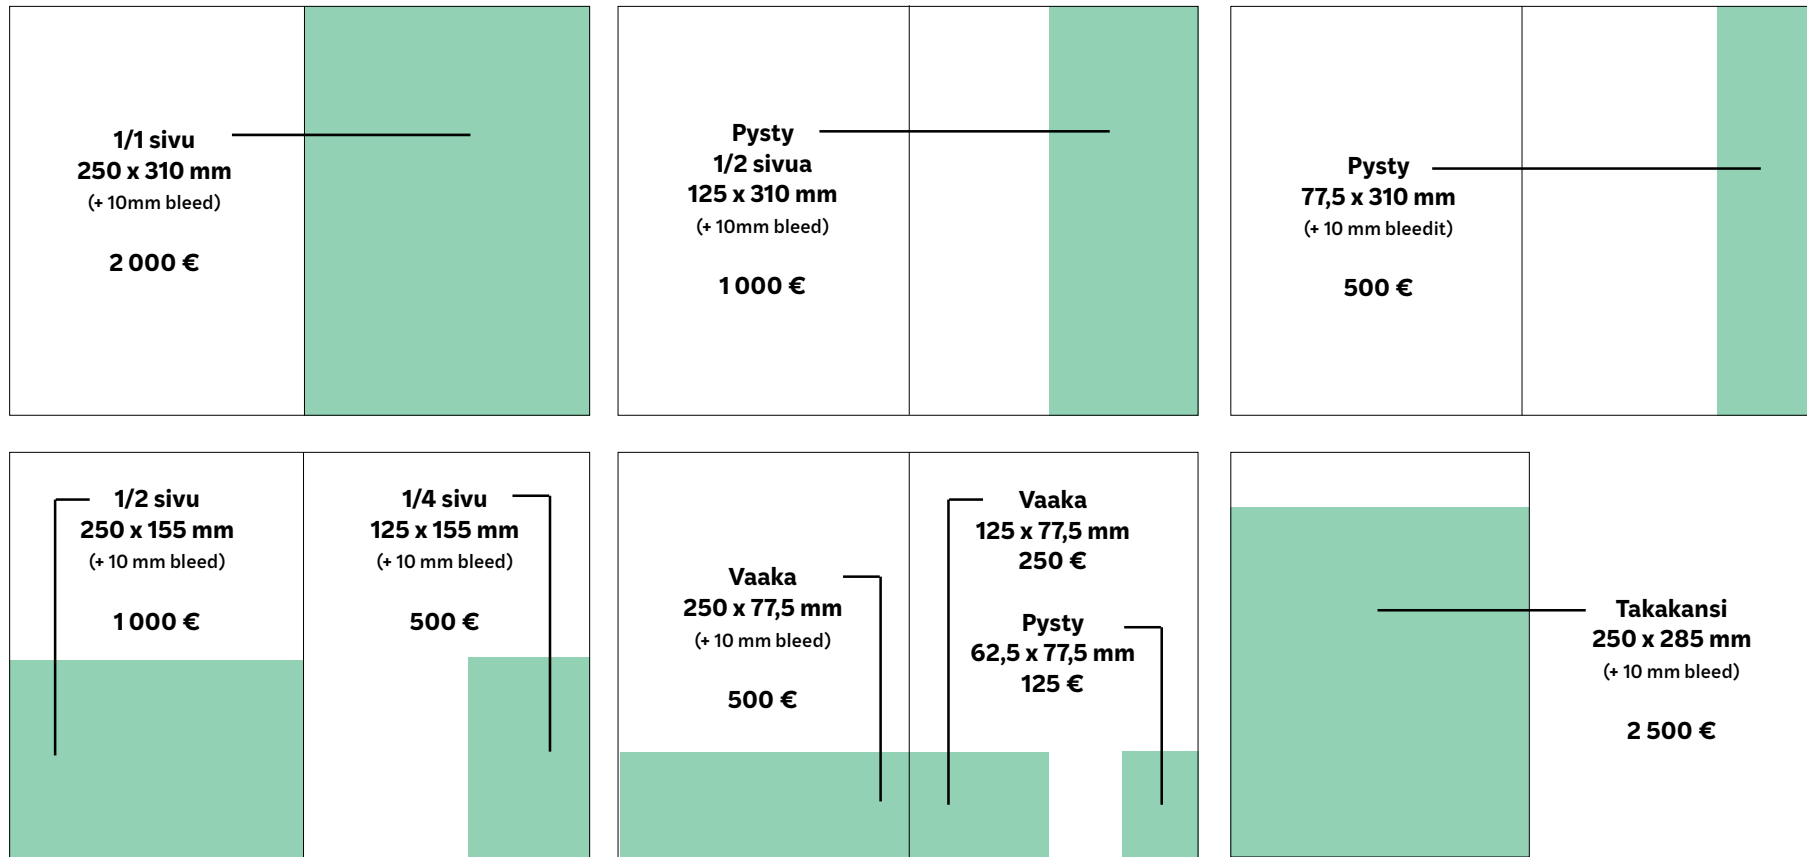 1/1 sivu
250 x 310 mm
(+ 10mm bleed)
2 000 €
Pysty
1/2 sivua
125 x 310 mm
(+ 10mm bleed)
1 000 €
Pysty
77,5 x 310 mm
(+ 10 mm bleedit)
500 €
1/2 sivu
250 x 155 mm
(+ 10 mm bleed)
1 000 €
1/4 sivu
125 x 155 mm
(+ 10 mm bleed)
500 €
Vaaka
250 x 77,5 mm
(+ 10 mm bleed)
500 €
Vaaka
125 x 77,5 mm
250 €
Pysty
62,5 x 77,5 mm
125 €
Takakansi
250 x 285 mm
(+ 10 mm bleed)
2 500 €